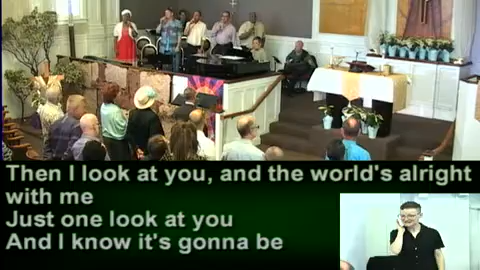 Then I look at you, and the world's alright
with me
Just one look at you
And I know it's gonna be